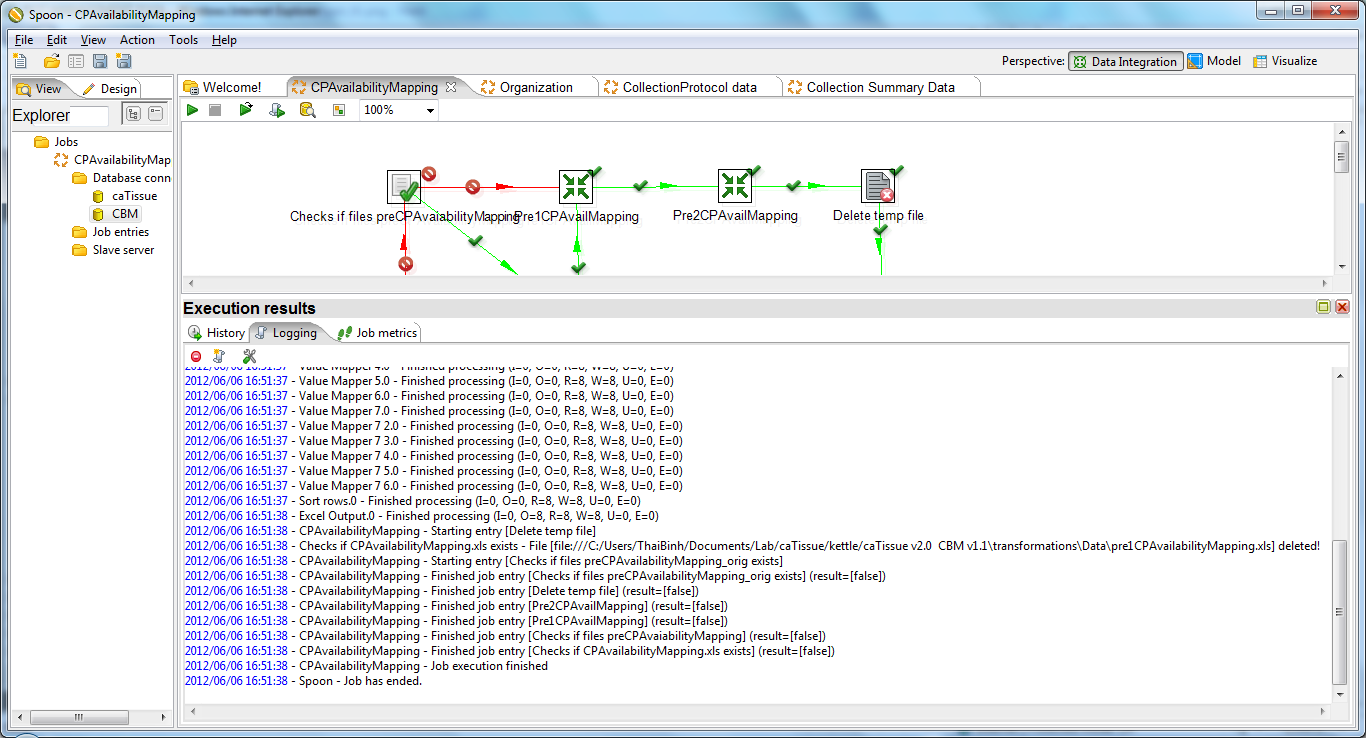 Spoon - CPAvailabilityMapping
File Edit View Action Tools Help
Perspective: Data Integration Model Visualize
View Design
Welcome! CPAvailabilityMapping Organization CollectionProtocol data Collection Summary Data
Explorer
100%
Jobs
CPAvailabilityMap
Database conn
caTissue
CBM
Job entries
Slave server
Checks if files preCPAvaiabilityMapping Pre1CPAvailMapping Pre2CPAvailMapping Delete temp file
Execution results
History Logging Job metrics
2012/06/06 16:51:37 - Value Mapper 4.0 - Finished processing (I=0, O=0, R=8, W=8, U=0, E=0)
2012/06/06 16:51:37 - Value Mapper 5.0 - Finished processing (I=0, O=0, R=8, W=8, U=0, E=0)
2012/06/06 16:51:37 - Value Mapper 6.0 - Finished processing (I=0, O=0, R=8, W=8, U=0, E=0)
2012/06/06 16:51:37 - Value Mapper 7.0 - Finished processing (I=0, O=0, R=8, W=8, U=0, E=0)
2012/06/06 16:51:37 - Value Mapper 7 2.0 - Finished processing (I=0, O=0, R=8, W=8, U=0, E=0)
2012/06/06 16:51:37 - Value Mapper 7 3.0 - Finished processing (I=0, O=0, R=8, W=8, U=0, E=0)
2012/06/06 16:51:37 - Value Mapper 7 4.0 - Finished processing (I=0, O=0, R=8, W=8, U=0, E=0)
2012/06/06 16:51:37 - Value Mapper 7 5.0 - Finished processing (I=0, O=0, R=8, W=8, U=0, E=0)
2012/06/06 16:51:37 - Value Mapper 7 6.0 - Finished processing (I=0, O=0, R=8, W=8, U=0, E=0)
2012/06/06 16:51:37 - Sort rows.0 - Finished processing (I=0, O=0, R=8, W=8, U=0, E=0)
2012/06/06 16:51:38 - Excel Output.0 - Finished processing (I=0, O=8, R=8, W=8, U=0, E=0)
2012/06/06 16:51:38 - CPAvailabilityMapping - Starting entry [Delete temp file]
2012/06/06 16:51:38 - Checks if CPAvailabilityMapping.xls exists - File [file:///C:/Users/ThaiBinh/Documents/Lab/caTissue/kettle/caTissue v2.0  CBM v1.1\transformations\Data\pre1CPAvailabilityMapping.xls] deleted!
2012/06/06 16:51:38 - CPAvailabilityMapping - Starting entry [Checks if files preCPAvailabilityMapping_orig exists]
2012/06/06 16:51:38 - CPAvailabilityMapping - Finished job entry [Checks if files preCPAvailabilityMapping_orig exists] (result=[false])
2012/06/06 16:51:38 - CPAvailabilityMapping - Finished job entry [Delete temp file] (result=[false])
2012/06/06 16:51:38 - CPAvailabilityMapping - Finished job entry [Pre2CPAvailMapping] (result=[false])
2012/06/06 16:51:38 - CPAvailabilityMapping - Finished job entry [Pre1CPAvailMapping] (result=[false])
2012/06/06 16:51:38 - CPAvailabilityMapping - Finished job entry [Checks if files preCPAvaiabilityMapping] (result=[false])
2012/06/06 16:51:38 - CPAvailabilityMapping - Finished job entry [Checks if CPAvailabilityMapping.xls exists] (result=[false])
2012/06/06 16:51:38 - CPAvailabilityMapping - Job execution finished
2012/06/06 16:51:38 - Spoon - Job has ended.